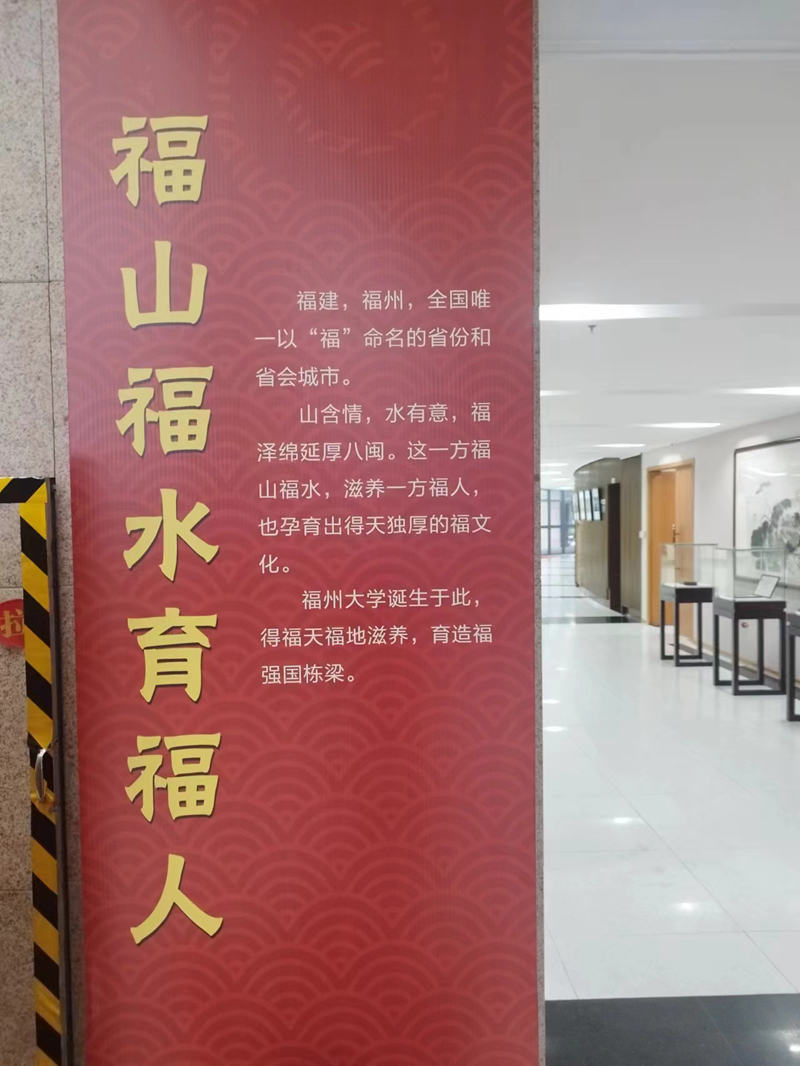 福山福水育福人
福建，福州，全国唯
一以“福”命名的省份和
省会城市。
山含情，水有意，福
泽绵延厚八闽。这一方福
山福水，滋养一方福人，
也孕育出得天独厚的福文
化。
福州大学诞生于此，
得福天福地滋养，育造福
强国栋梁。
拉